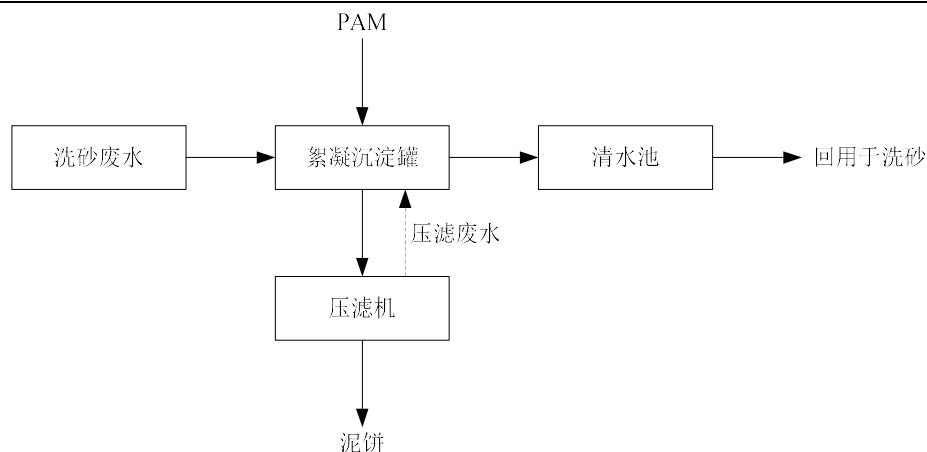 PAM
洗砂废水
絮凝沉淀罐
清水池
回用于洗砂
压滤废水
压滤机
泥饼